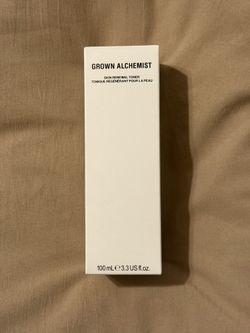 GROWN ALCHEMIST
SKIN RENEWAL TONER
TONIQUE RÉGÉNÉRANT POUR LA PEAU
100 mL ℮ 3.3 US fl.oz.